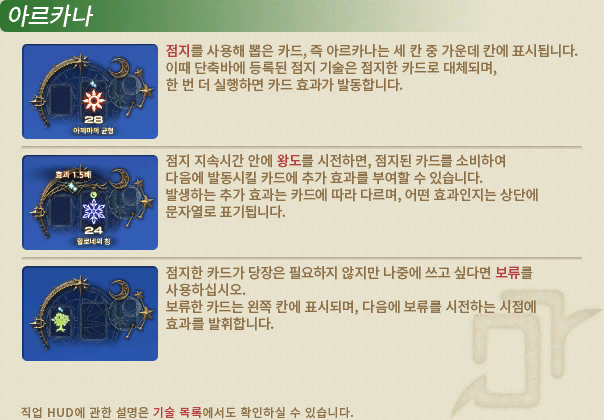 아르카나
점지를 사용해 뽑은 카드, 즉 아르카나는 세 칸 중 가운데 칸에 표시됩니다.
이때 단축바에 등록된 점지 기술은 점지한 카드로 대체되며,
한 번 더 실행하면 카드 효과가 발동합니다.
28
아제마의 균형
점지 지속시간 안에 왕도를 시전하면, 점지된 카드를 소비하여
다음에 발동시킬 카드에 추가 효과를 부여할 수 있습니다.
발생하는 추가 효과는 카드에 따라 다르며, 어떤 효과인지는 상단에
문자열로 표기됩니다.
효과 1.5배
24
할로네의 창
점지한 카드가 당장은 필요하지 않지만 나중에 쓰고 싶다면 보류를
사용하십시오.
보류한 카드는 왼쪽 칸에 표시되며, 다음에 보류를 시전하는 시점에
효과를 발휘합니다.
직업 HUD에 관한 설명은 기술 목록에서도 확인하실 수 있습니다.